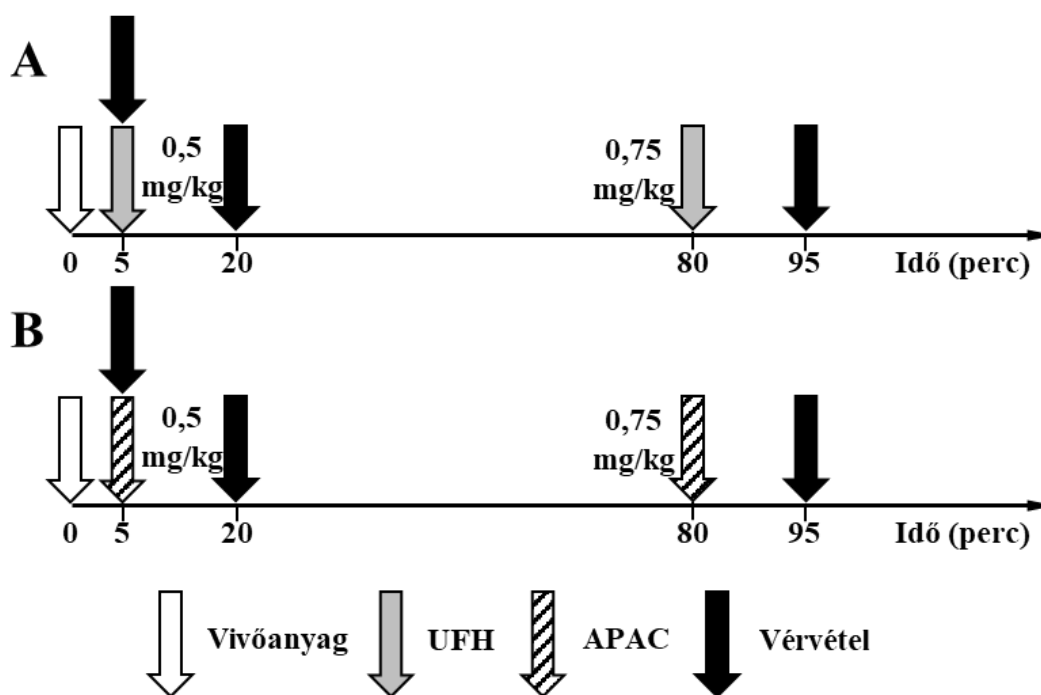 A
0,5
mg/kg
0,75
mg/kg
0 5 20 80 95 Idő (perc)
B
0,5
mg/kg
0,75
mg/kg
0 5 20 80 95 Idő (perc)
Vivőanyag UFH APAC Vérvétel